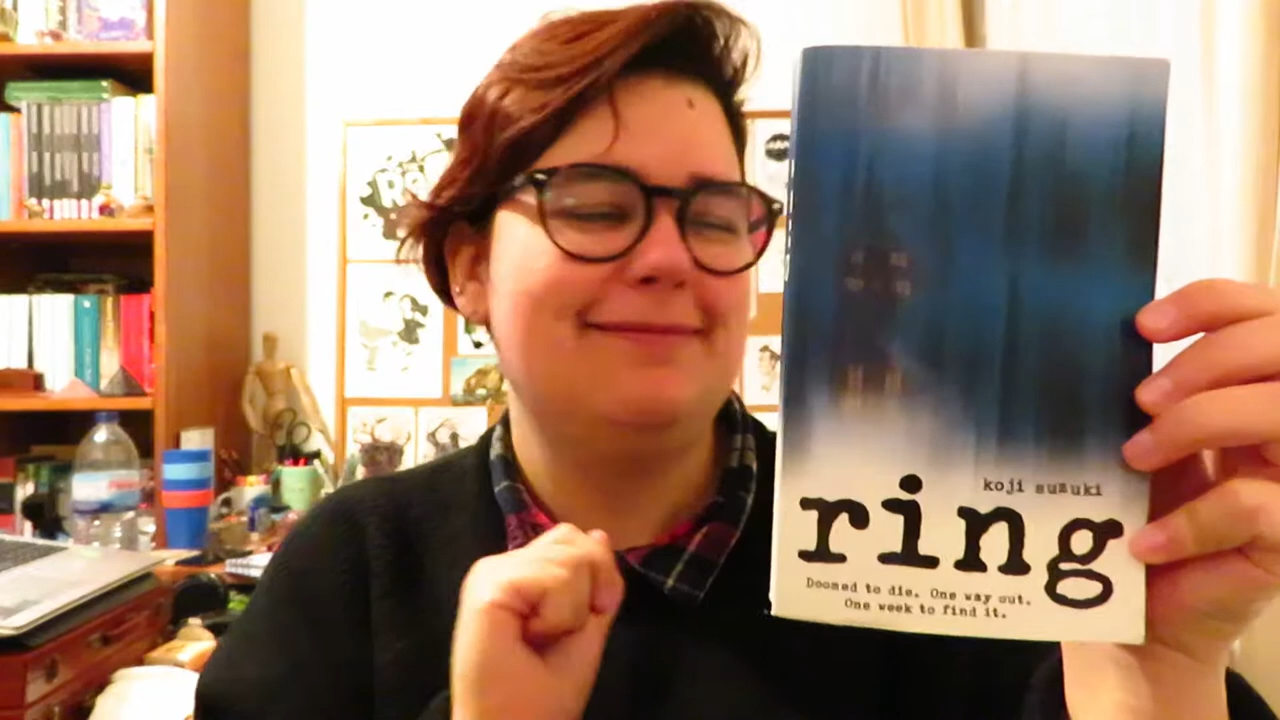 koji suzuki
ring
Doomed to die. One way out.
One week to find it.